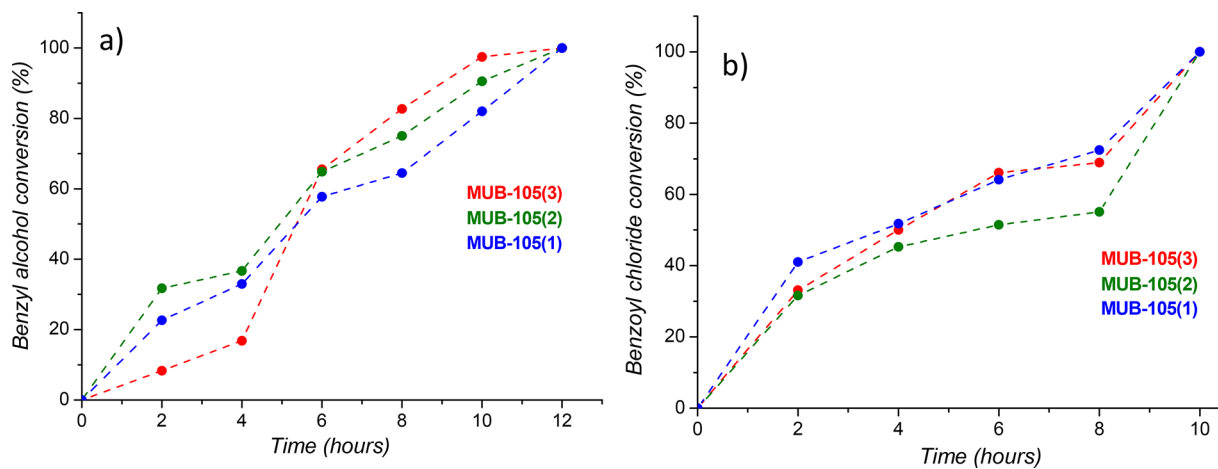 a)
Benzyl alcohol conversion (%)
100
80
60
40
20
0
MUB-105(3)
MUB-105(2)
MUB-105(1)
0 2 4 6 8 10 12
Time (hours)
b)
Benzoyl chloride conversion (%)
100
80
60
40
20
0
MUB-105(3)
MUB-105(2)
MUB-105(1)
0 2 4 6 8 10
Time (hours)